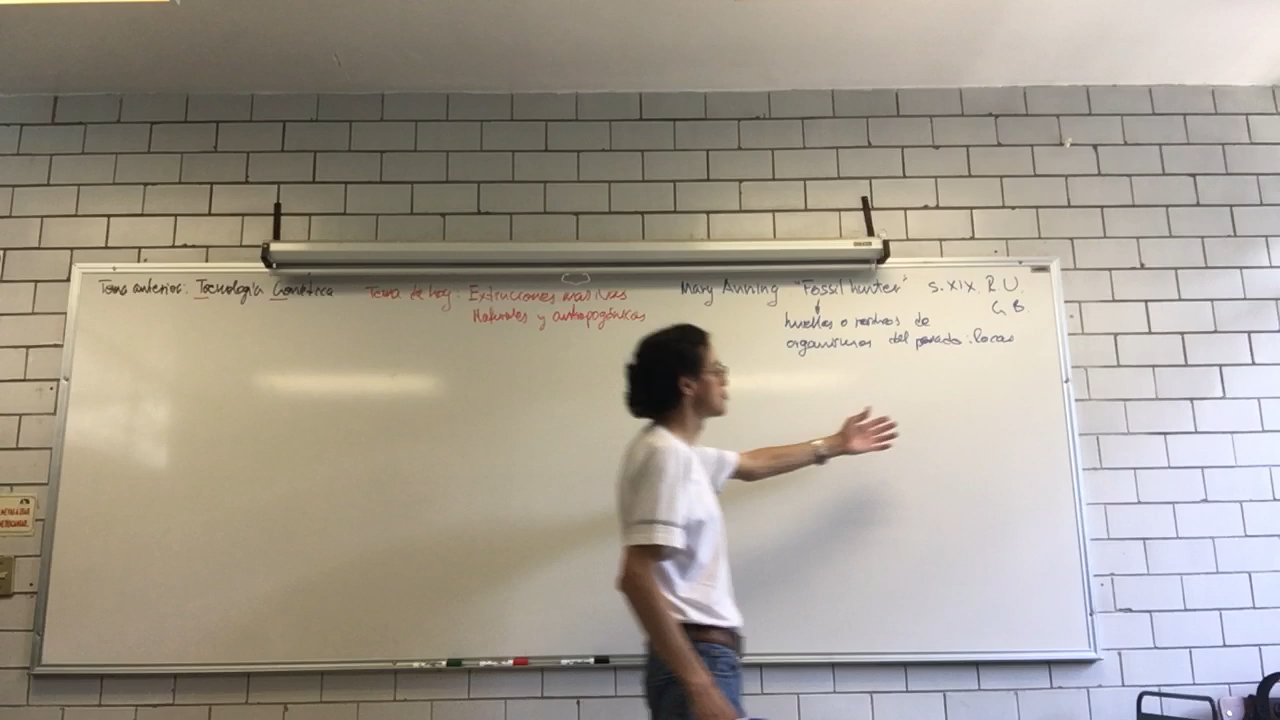 Tema anterior: Tecnología Genética
Tema de hoy: Extinciones masivas
Naturales y antropogénicas
Mary Anning "Fossil hunter" s. XIX R.U.
G.B.
huellas o rastros de
organismos del pasado: rocas